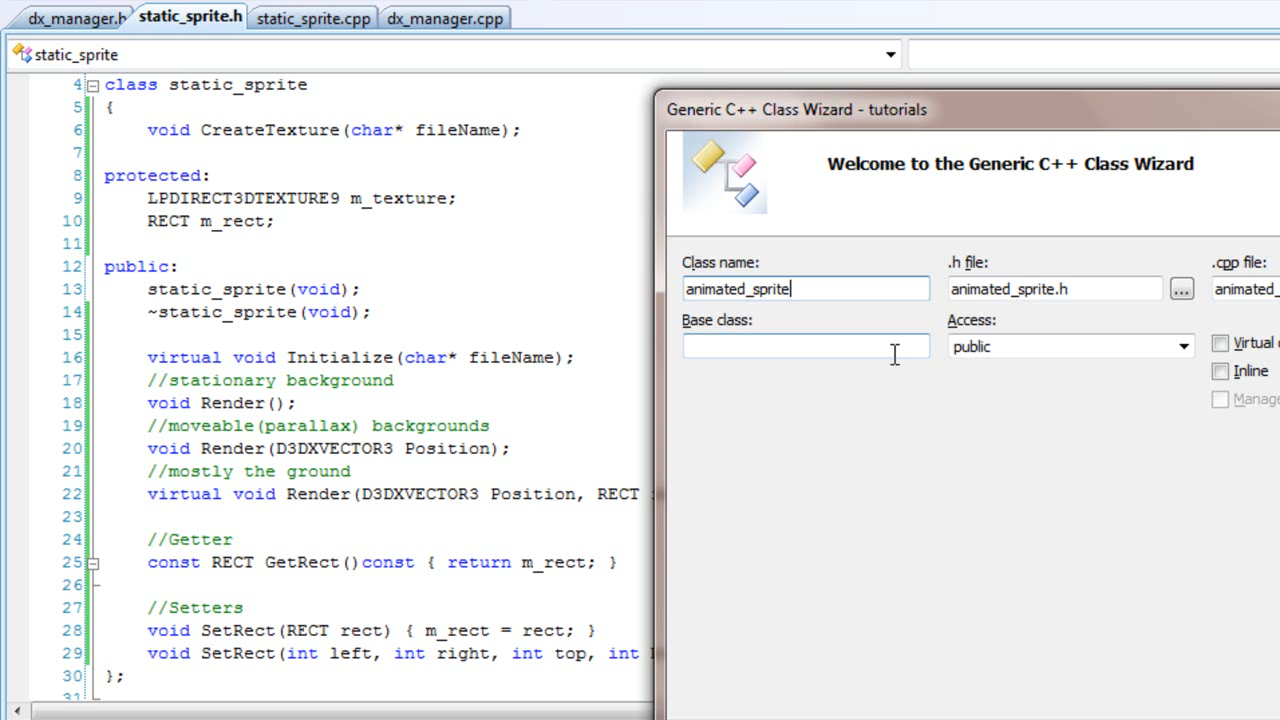 dx_manager.h static_sprite.h static_sprite.cpp dx_manager.cpp
static_sprite
4 class static_sprite
5 {
6 void CreateTexture(char* fileName);
7
8 protected:
9 LPDIRECT3DTEXTURE9 m_texture;
10 RECT m_rect;
11
12 public:
13 static_sprite(void);
14 ~static_sprite(void);
15
16 virtual void Initialize(char* fileName);
17 //stationary background
18 void Render();
19 //moveable(parallax) backgrounds
20 void Render(D3DXVECTOR3 Position);
21 //mostly the ground
22 virtual void Render(D3DXVECTOR3 Position, RECT
23
24 //Getter
25 const RECT GetRect()const { return m_rect; }
26
27 //Setters
28 void SetRect(RECT rect) { m_rect = rect; }
29 void SetRect(int left, int right, int top, int
30 };
31
Generic C++ Class Wizard - tutorials
Welcome to the Generic C++ Class Wizard
Class name: .h file: .cpp file:
animated_sprite animated_sprite.h ... animated_
Base class: Access:
public Virtual
Inline
Manage